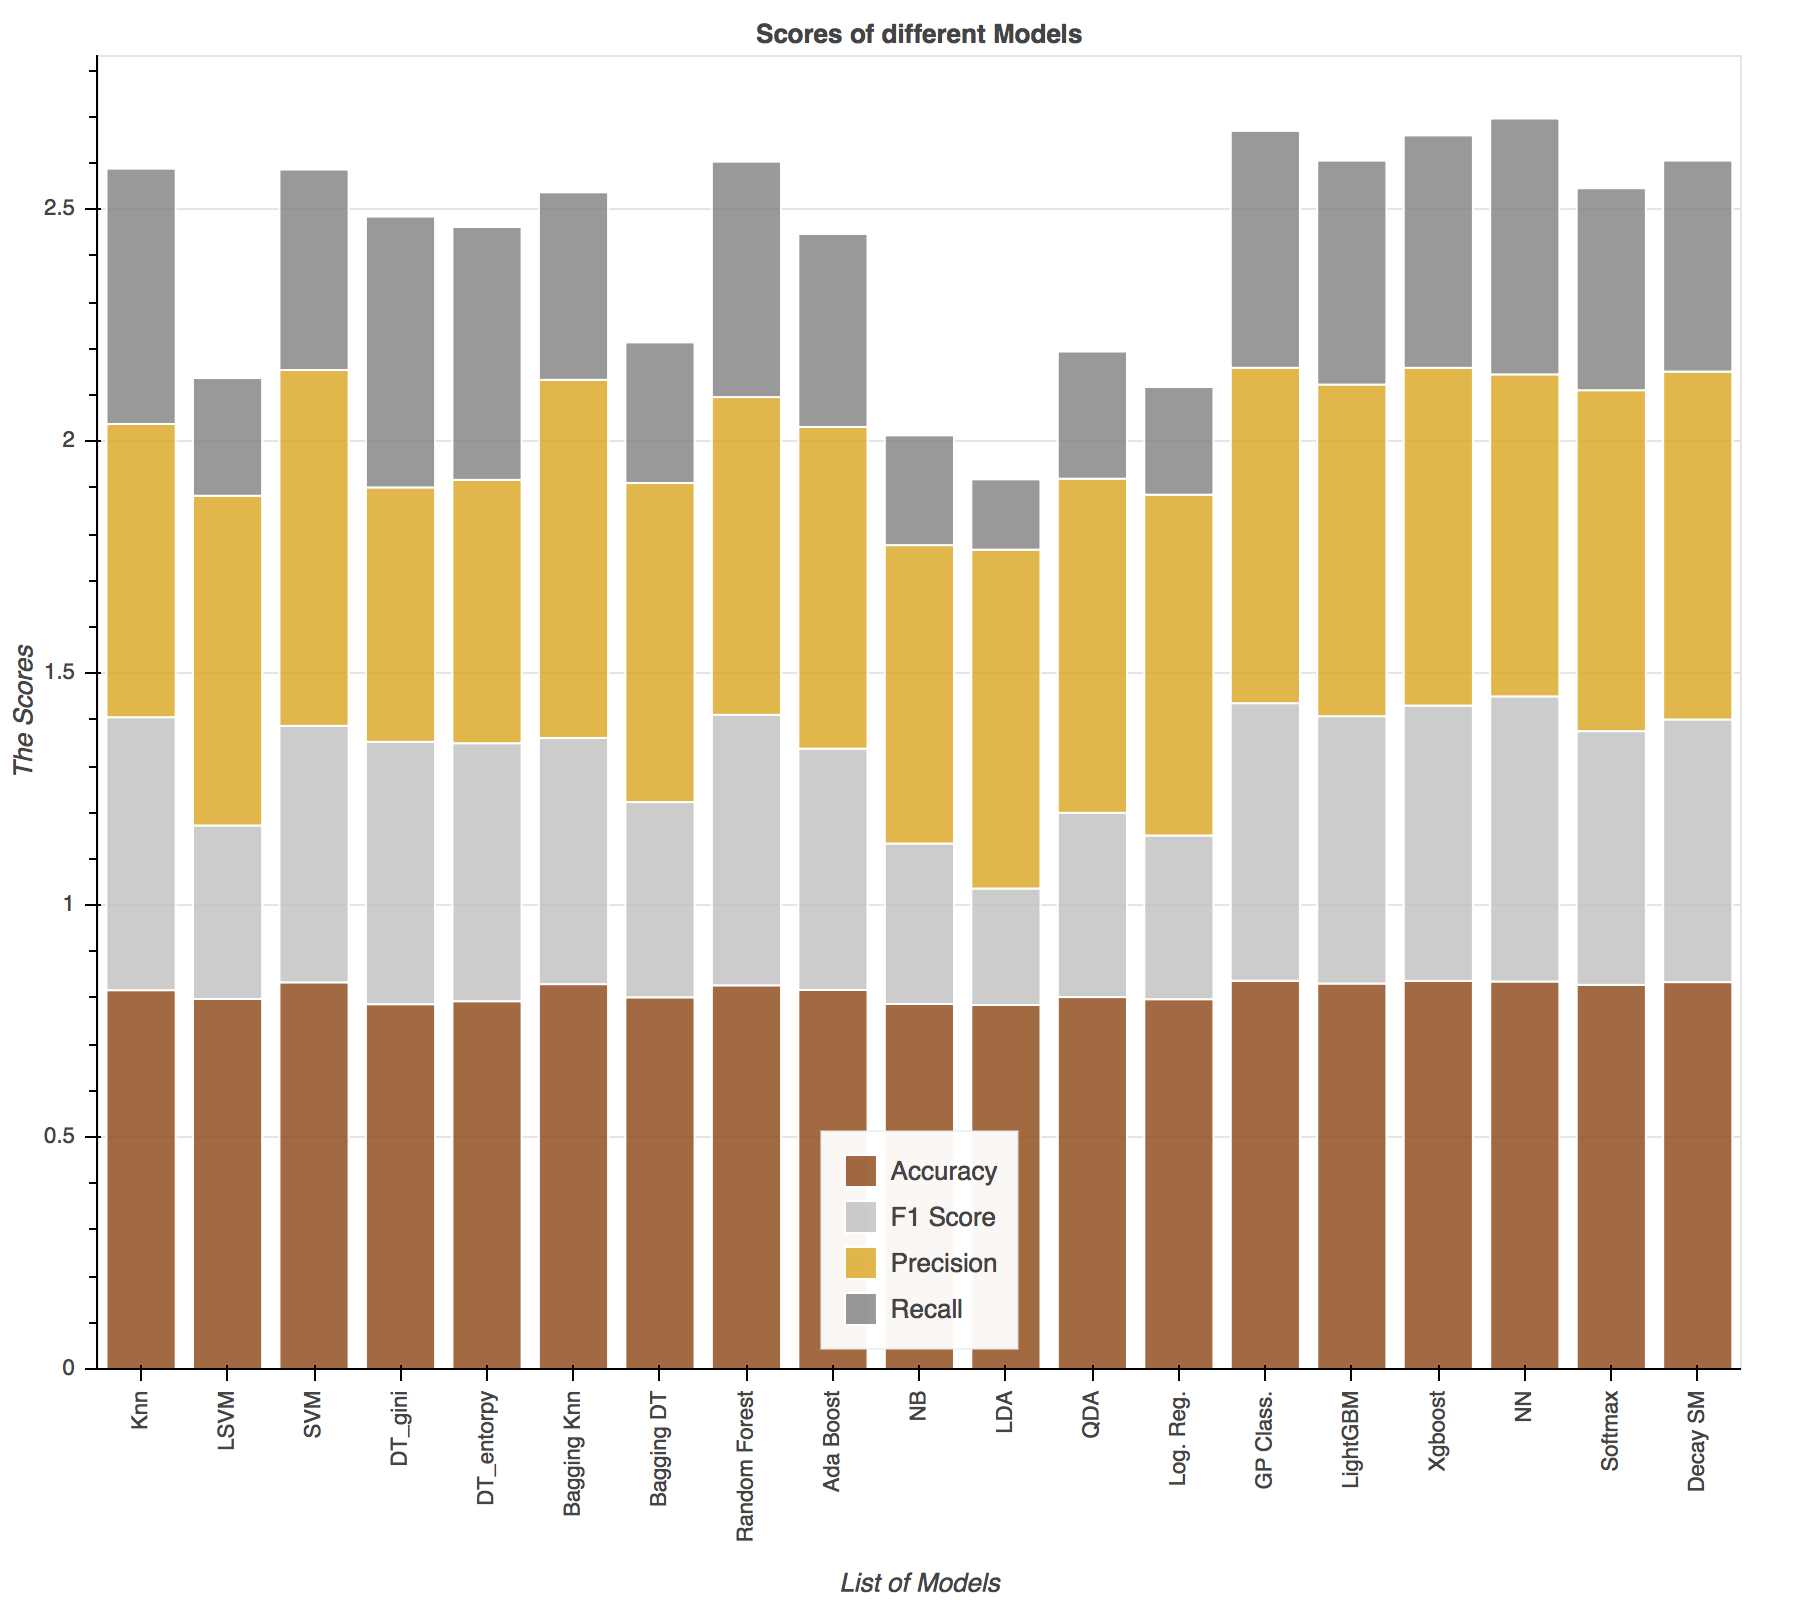 Scores of different Models
The Scores
2.5
2
1.5
1
0.5
0
Accuracy
F1 Score
Precision
Recall
Knn
LSVM
SVM
DT_gini
DT_entorpy
Bagging Knn
Bagging DT
Random Forest
Ada Boost
NB
LDA
QDA
Log. Reg.
GP Class.
LightGBM
Xgboost
NN
Softmax
Decay SM
List of Models